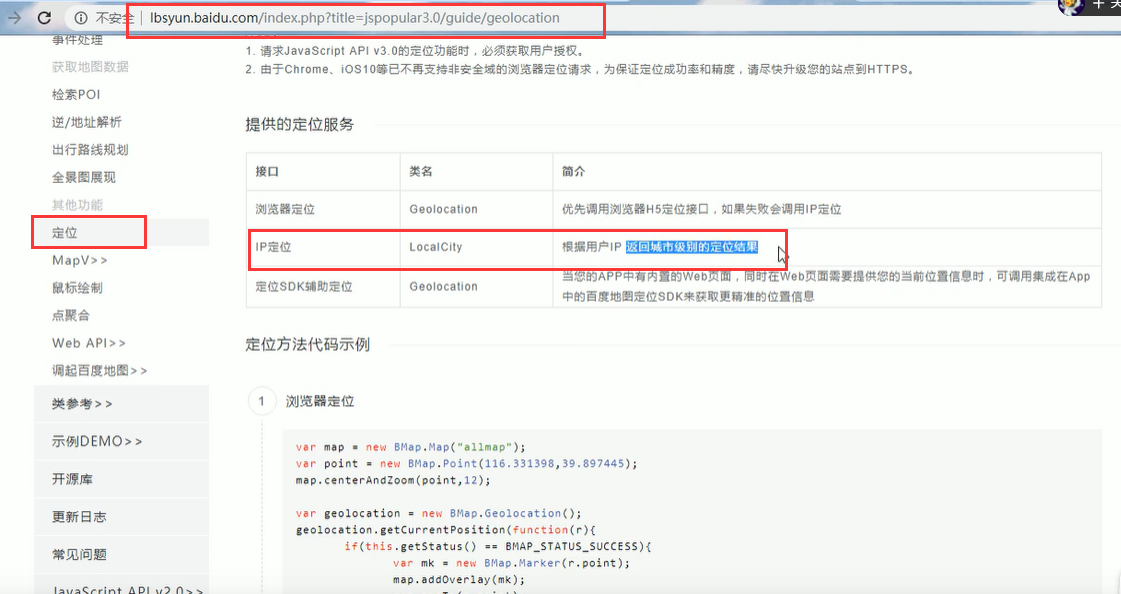 不安全 | lbsyun.baidu.com/index.php?title=jspopular3.0/guide/geolocation
事件处理
获取地图数据
检索POI
逆/地址解析
出行路线规划
全景图展现
其他功能
定位
MapV>>
鼠标绘制
点聚合
Web API>>
调起百度地图>>
类参考>>
示例DEMO>>
开源库
更新日志
常见问题
JavaScript API v2.0>>
1. 请求JavaScript API v3.0的定位功能时，必须获取用户授权。
2. 由于Chrome、iOS10等已不再支持非安全域的浏览器定位请求，为保证定位成功率和精度，请尽快升级您的站点到HTTPS。
提供的定位服务
接口 类名 简介
浏览器定位 Geolocation 优先调用浏览器H5定位接口，如果失败会调用IP定位
IP定位 LocalCity 根据用户IP 返回城市级别的定位结果
定位SDK辅助定位 Geolocation 当您的APP中有内置的Web页面，同时在Web页面需要提供您的当前位置信息时，可调用集成在App
中的百度地图定位SDK来获取更精准的位置信息
定位方法代码示例
1 浏览器定位
var map = new BMap.Map("allmap");
var point = new BMap.Point(116.331398,39.897445);
map.centerAndZoom(point,12);
var geolocation = new BMap.Geolocation();
geolocation.getCurrentPosition(function(r){
if(this.getStatus() == BMAP_STATUS_SUCCESS){
var mk = new BMap.Marker(r.point);
map.addOverlay(mk);